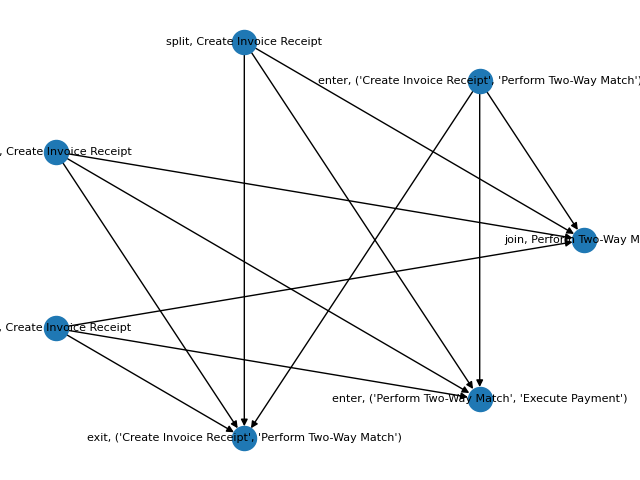 split, Create Invoice Receipt
enter, ('Create Invoice Receipt', 'Perform Two-Way Match')
, Create Invoice Receipt
join, Perform Two-Way M
, Create Invoice Receipt
enter, ('Perform Two-Way Match', 'Execute Payment')
exit, ('Create Invoice Receipt', 'Perform Two-Way Match')